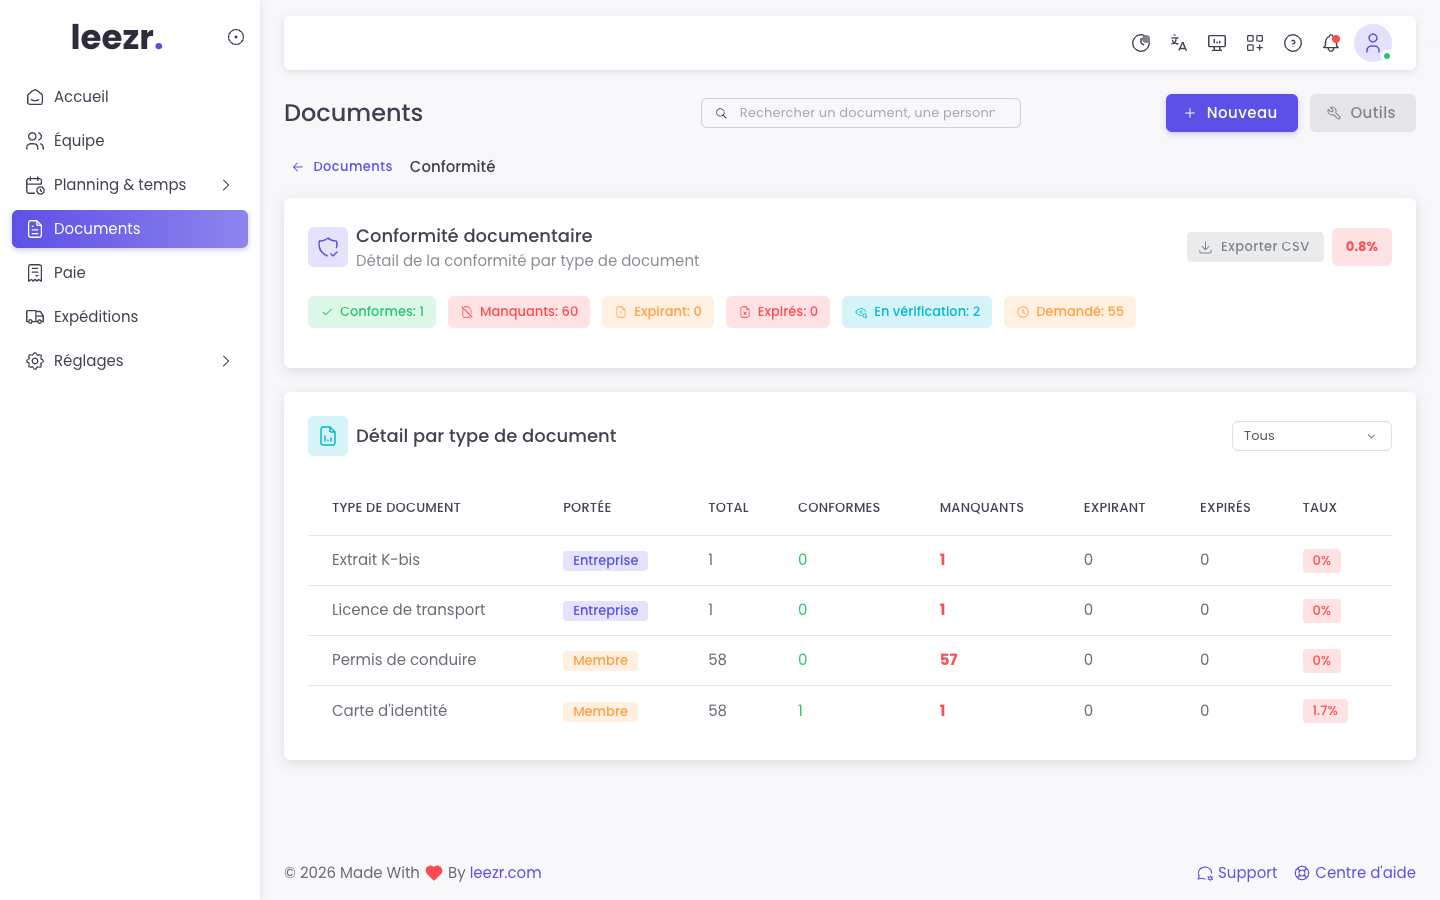 leezr.
Accueil
Équipe
Planning & temps
Documents
Paie
Expéditions
Réglages
Documents
Rechercher un document, une personn
Nouveau
Outils
Documents
Conformité
Conformité documentaire
Détail de la conformité par type de document
Exporter CSV
0.8%
Conformes: 1
Manquants: 60
Expirant: 0
Expirés: 0
En vérification: 2
Demandé: 55
Détail par type de document
Tous
TYPE DE DOCUMENT PORTÉE TOTAL CONFORMES MANQUANTS EXPIRANT EXPIRÉS TAUX
Extrait K-bis Entreprise 1 0 1 0 0 0%
Licence de transport Entreprise 1 0 1 0 0 0%
Permis de conduire Membre 58 0 57 0 0 0%
Carte d'identité Membre 58 1 1 0 0 1.7%
© 2026 Made With By leezr.com
Support
Centre d'aide